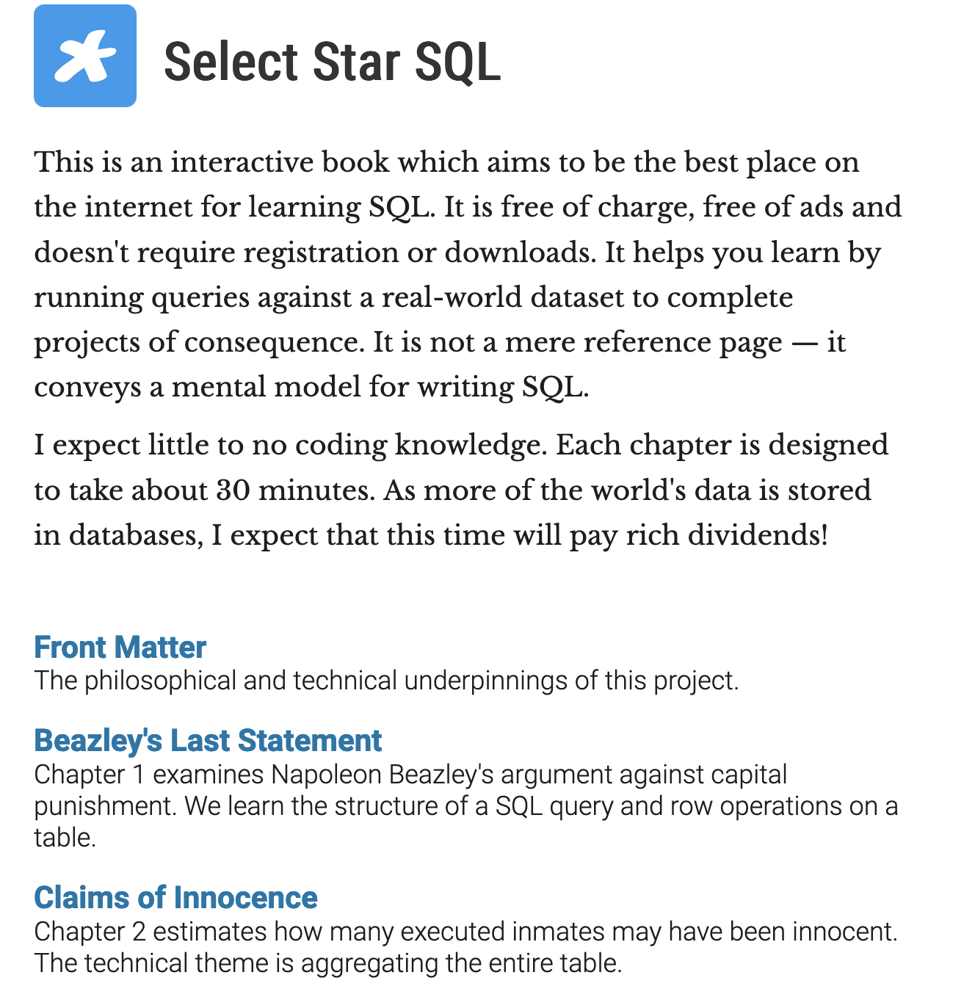 Select Star SQL
This is an interactive book which aims to be the best place on
the internet for learning SQL. It is free of charge, free of ads and
doesn't require registration or downloads. It helps you learn by
running queries against a real-world dataset to complete
projects of consequence. It is not a mere reference page — it
conveys a mental model for writing SQL.
I expect little to no coding knowledge. Each chapter is designed
to take about 30 minutes. As more of the world's data is stored
in databases, I expect that this time will pay rich dividends!
Front Matter
The philosophical and technical underpinnings of this project.
Beazley's Last Statement
Chapter 1 examines Napoleon Beazley's argument against capital
punishment. We learn the structure of a SQL query and row operations on a
table.
Claims of Innocence
Chapter 2 estimates how many executed inmates may have been innocent.
The technical theme is aggregating the entire table.